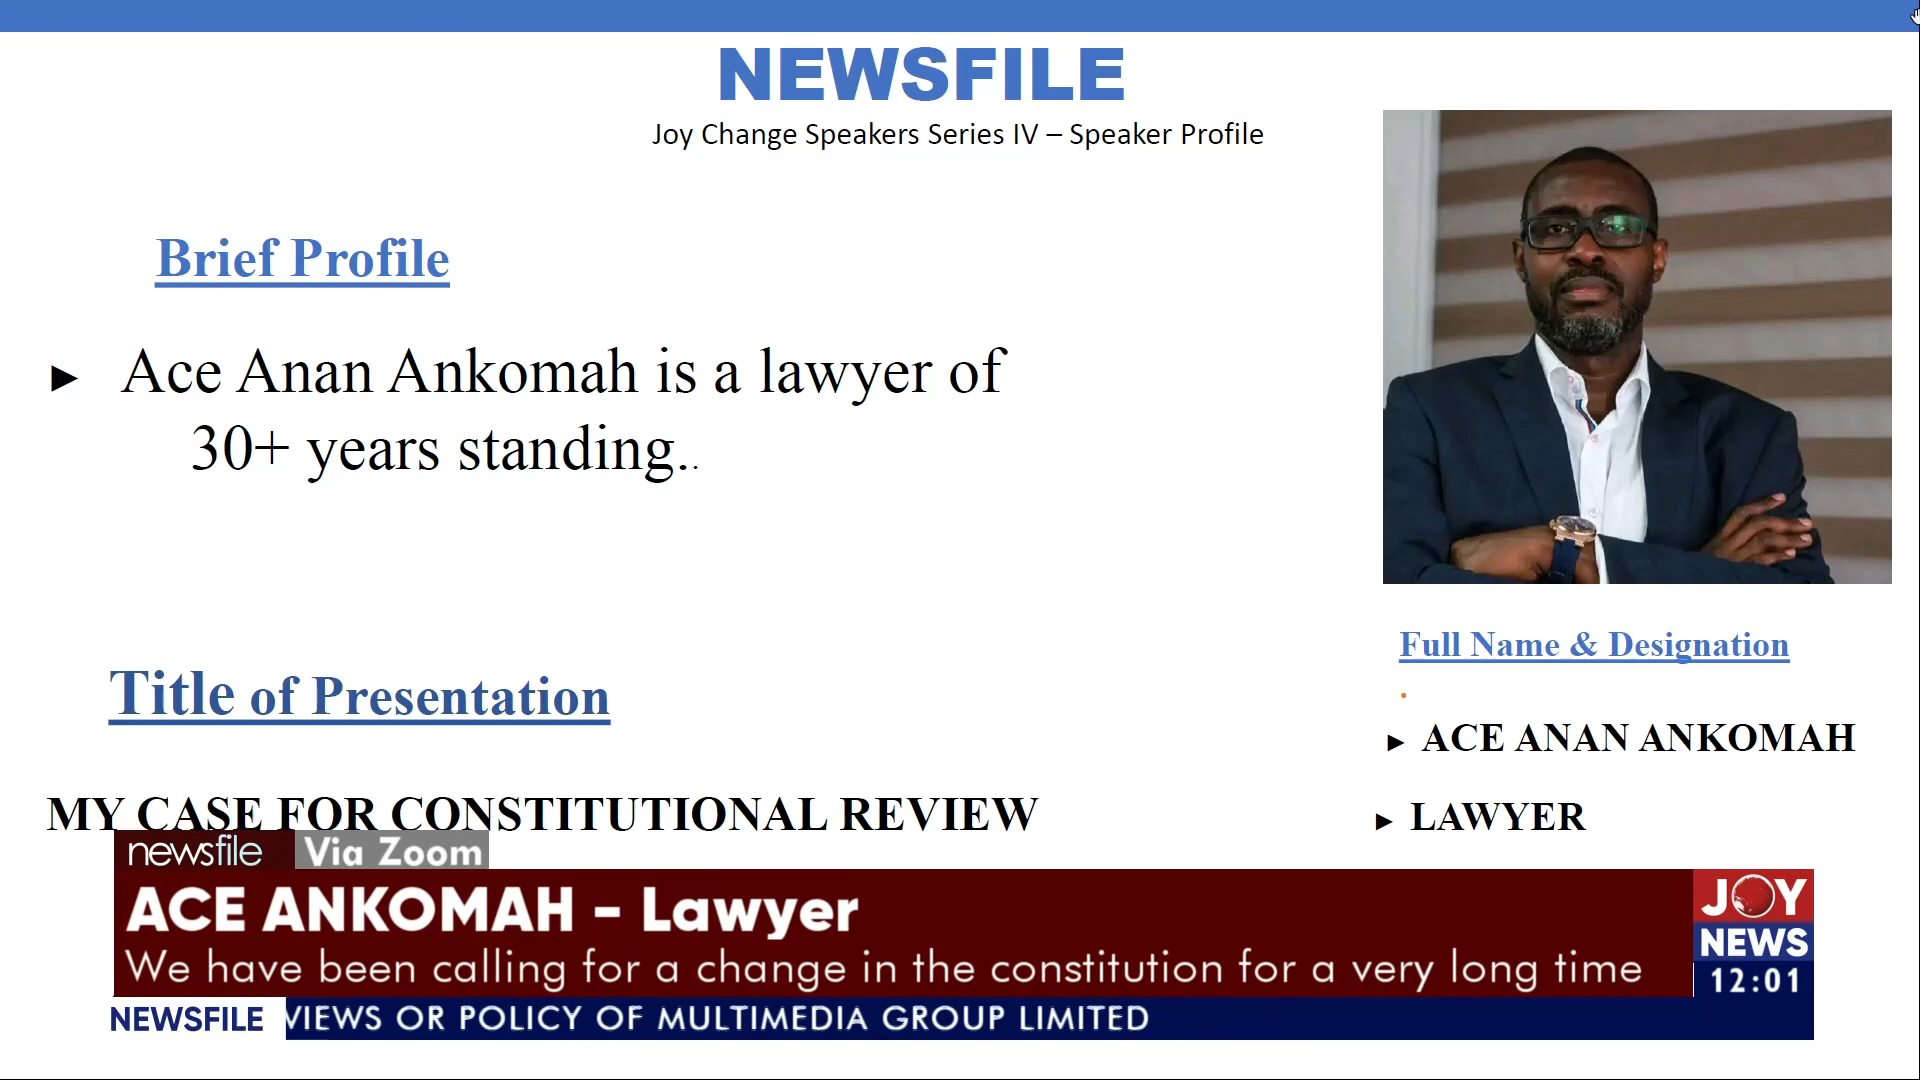 NEWSFILE
Joy Change Speakers Series IV – Speaker Profile
Brief Profile
► Ace Anan Ankomah is a lawyer of
30+ years standing..
Title of Presentation
MY CASE FOR CONSTITUTIONAL REVIEW
Full Name & Designation
► ACE ANAN ANKOMAH
► LAWYER
newsfile Via Zoom
ACE ANKOMAH - Lawyer
We have been calling for a change in the constitution for a very long time
JOY
NEWS
12:01
NEWSFILE VIEWS OR POLICY OF MULTIMEDIA GROUP LIMITED